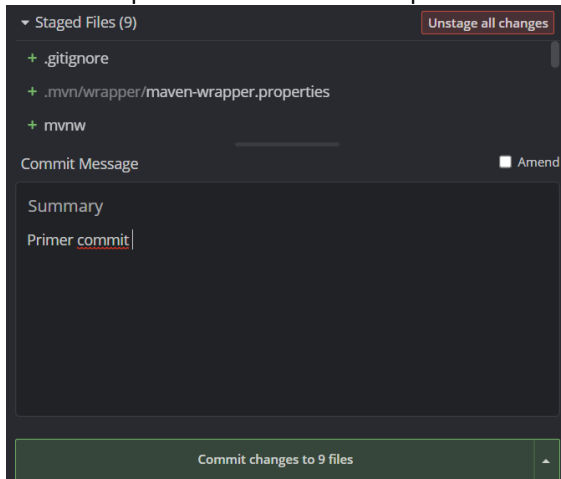 Staged Files (9) Unstage all changes
.gitignore
.mvn/wrapper/maven-wrapper.properties
mvnw
Commit Message Amend
Summary
Primer commit
Commit changes to 9 files